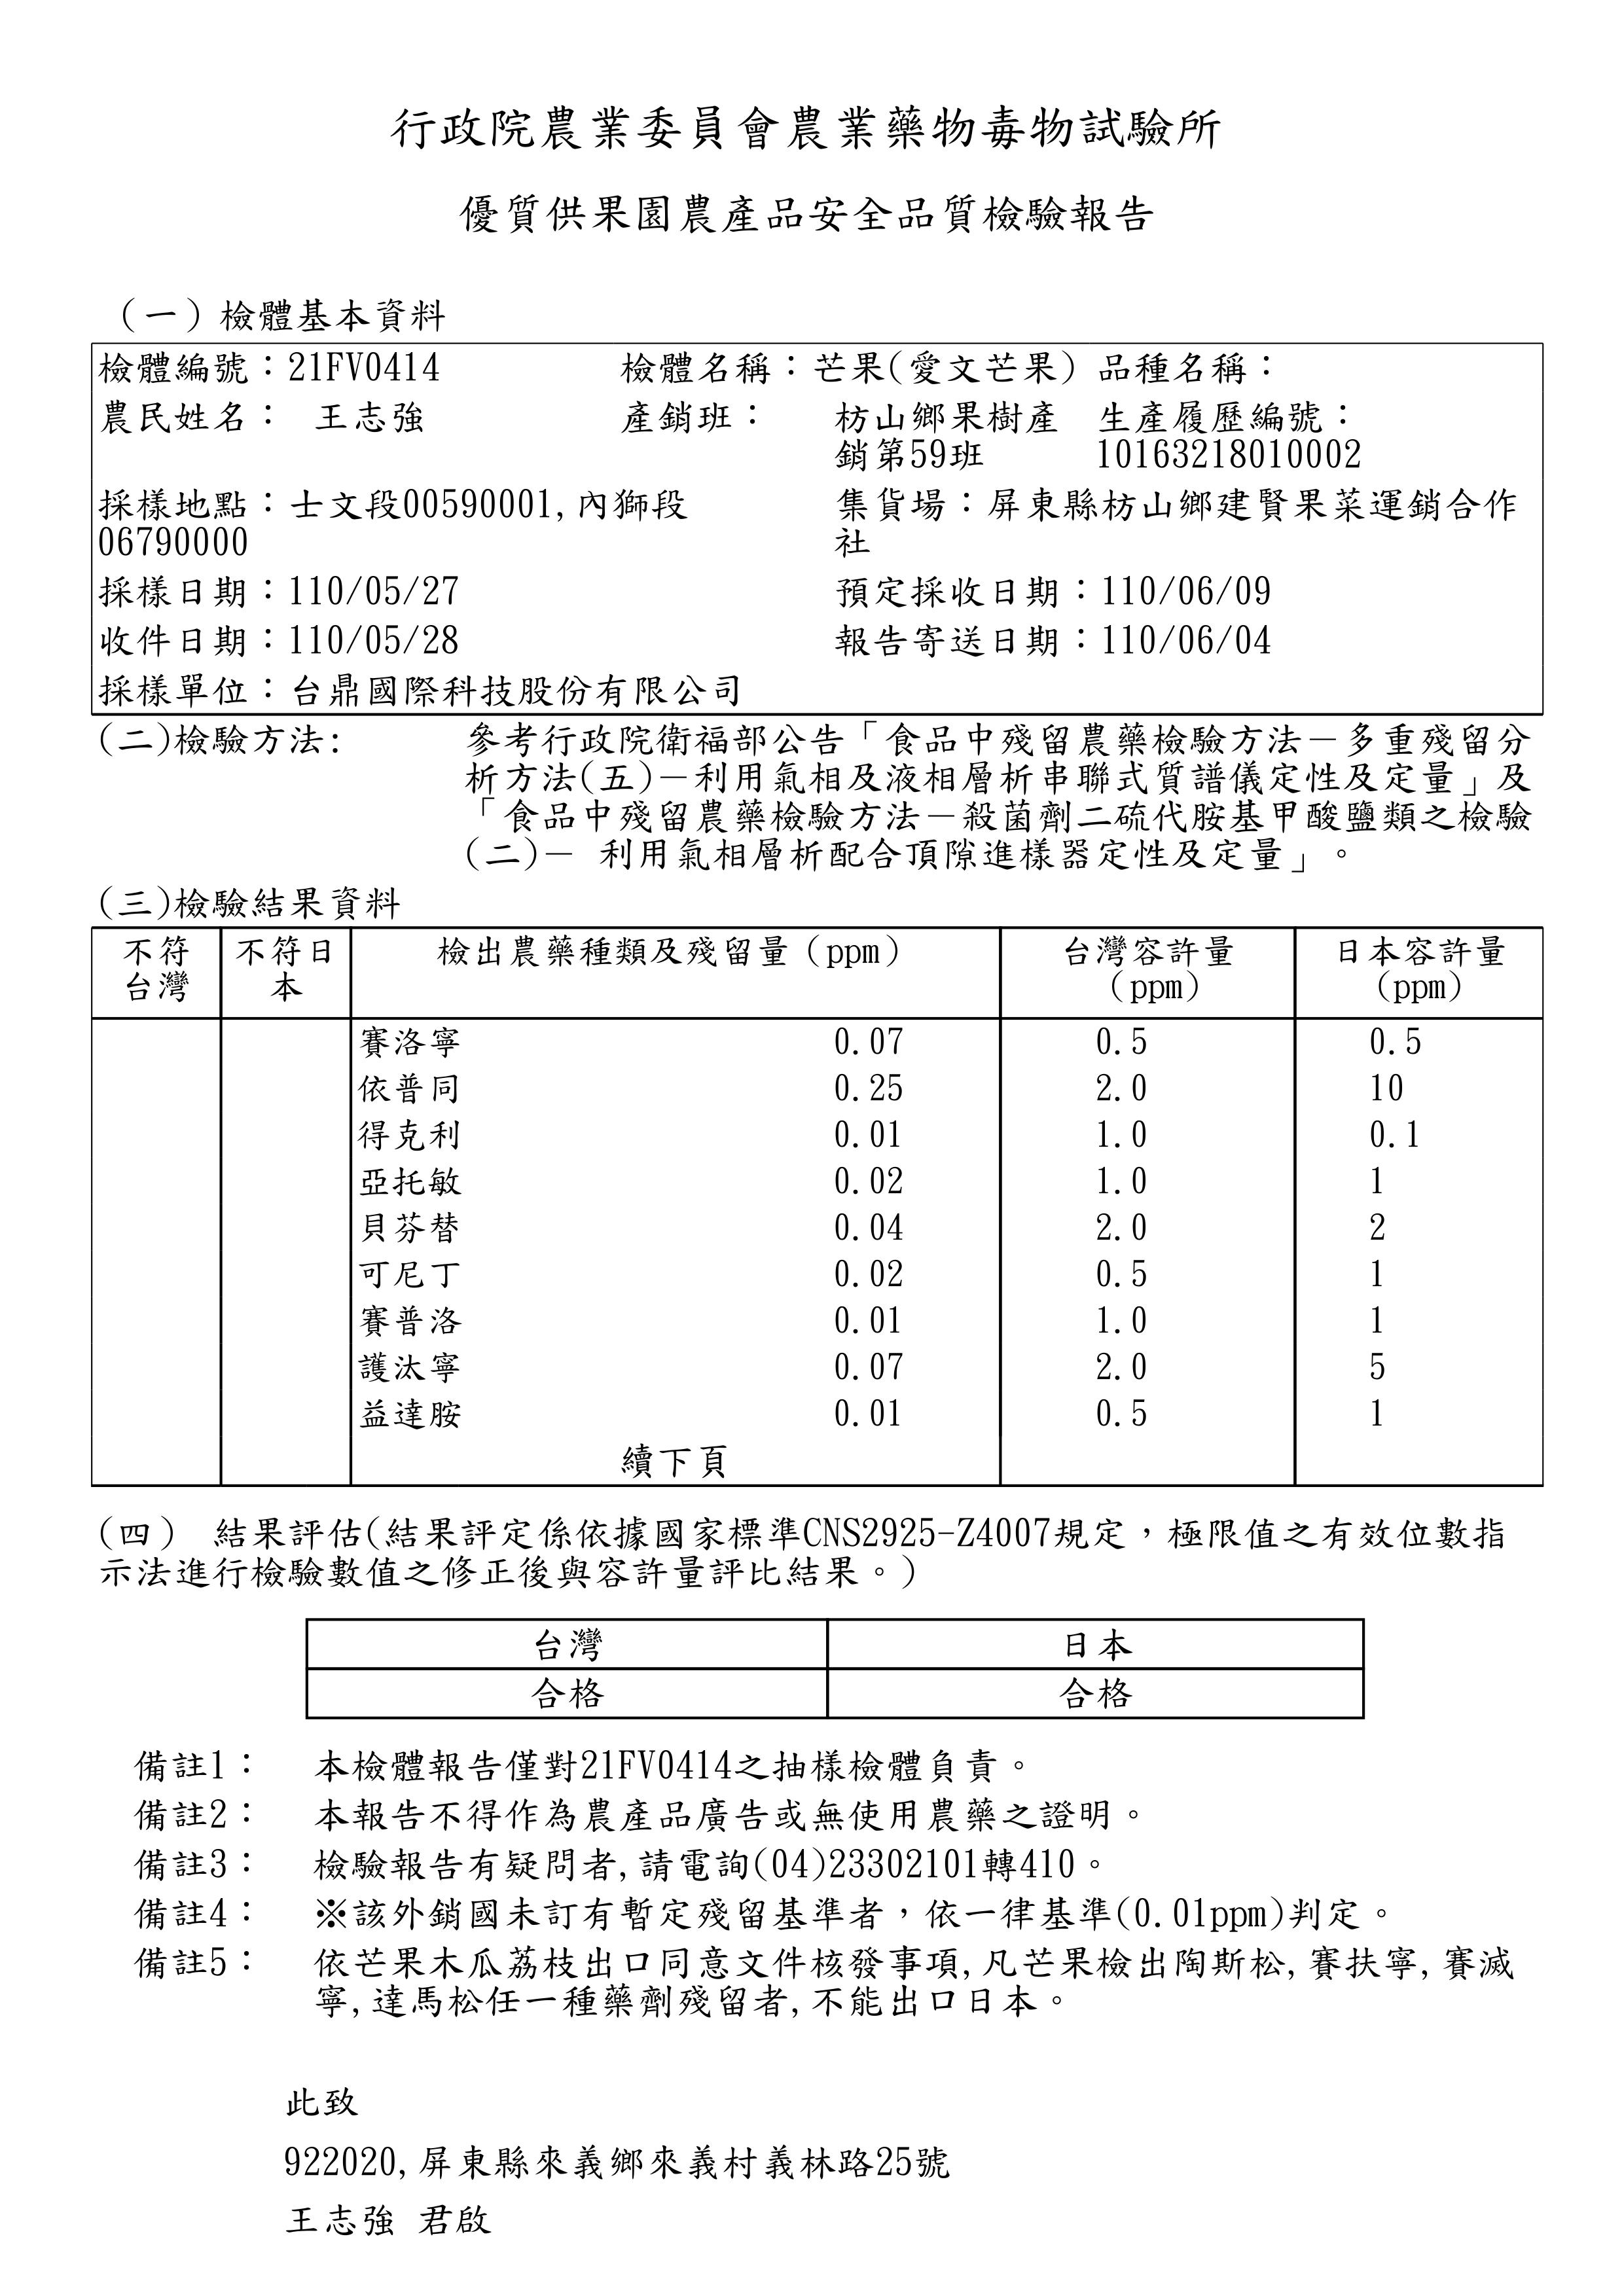 行政院農業委員會農業藥物毒物試驗所
優質供果園農產品安全品質檢驗報告
（一）檢體基本資料
檢體編號：21FV0414 檢體名稱：芒果(愛文芒果) 品種名稱：
農民姓名： 王志強 產銷班： 枋山鄉果樹產 生產履歷編號：
銷第59班 10163218010002
採樣地點：士文段00590001,內獅段 集貨場：屏東縣枋山鄉建賢果菜運銷合作
06790000 社
採樣日期：110/05/27 預定採收日期：110/06/09
收件日期：110/05/28 報告寄送日期：110/06/04
採樣單位：台鼎國際科技股份有限公司
(二)檢驗方法: 參考行政院衛福部公告「食品中殘留農藥檢驗方法－多重殘留分
析方法(五)－利用氣相及液相層析串聯式質譜儀定性及定量」及
「食品中殘留農藥檢驗方法－殺菌劑二硫代胺基甲酸鹽類之檢驗
(二)－ 利用氣相層析配合頂隙進樣器定性及定量」。
(三)檢驗結果資料
不符 不符日 檢出農藥種類及殘留量（ppm） 台灣容許量 日本容許量
台灣 本 （ppm） （ppm）
賽洛寧 0.07 0.5 0.5
依普同 0.25 2.0 10
得克利 0.01 1.0 0.1
亞托敏 0.02 1.0 1
貝芬替 0.04 2.0 2
可尼丁 0.02 0.5 1
賽普洛 0.01 1.0 1
護汰寧 0.07 2.0 5
益達胺 0.01 0.5 1
續下頁
(四） 結果評估(結果評定係依據國家標準CNS2925-Z4007規定，極限值之有效位數指
示法進行檢驗數值之修正後與容許量評比結果。)
台灣 日本
合格 合格
備註1： 本檢體報告僅對21FV0414之抽樣檢體負責。
備註2： 本報告不得作為農產品廣告或無使用農藥之證明。
備註3： 檢驗報告有疑問者,請電詢(04)23302101轉410。
備註4： ※該外銷國未訂有暫定殘留基準者，依一律基準(0.01ppm)判定。
備註5： 依芒果木瓜荔枝出口同意文件核發事項,凡芒果檢出陶斯松,賽扶寧,賽滅
寧,達馬松任一種藥劑殘留者,不能出口日本。
此致
922020,屏東縣來義鄉來義村義林路25號
王志強 君啟